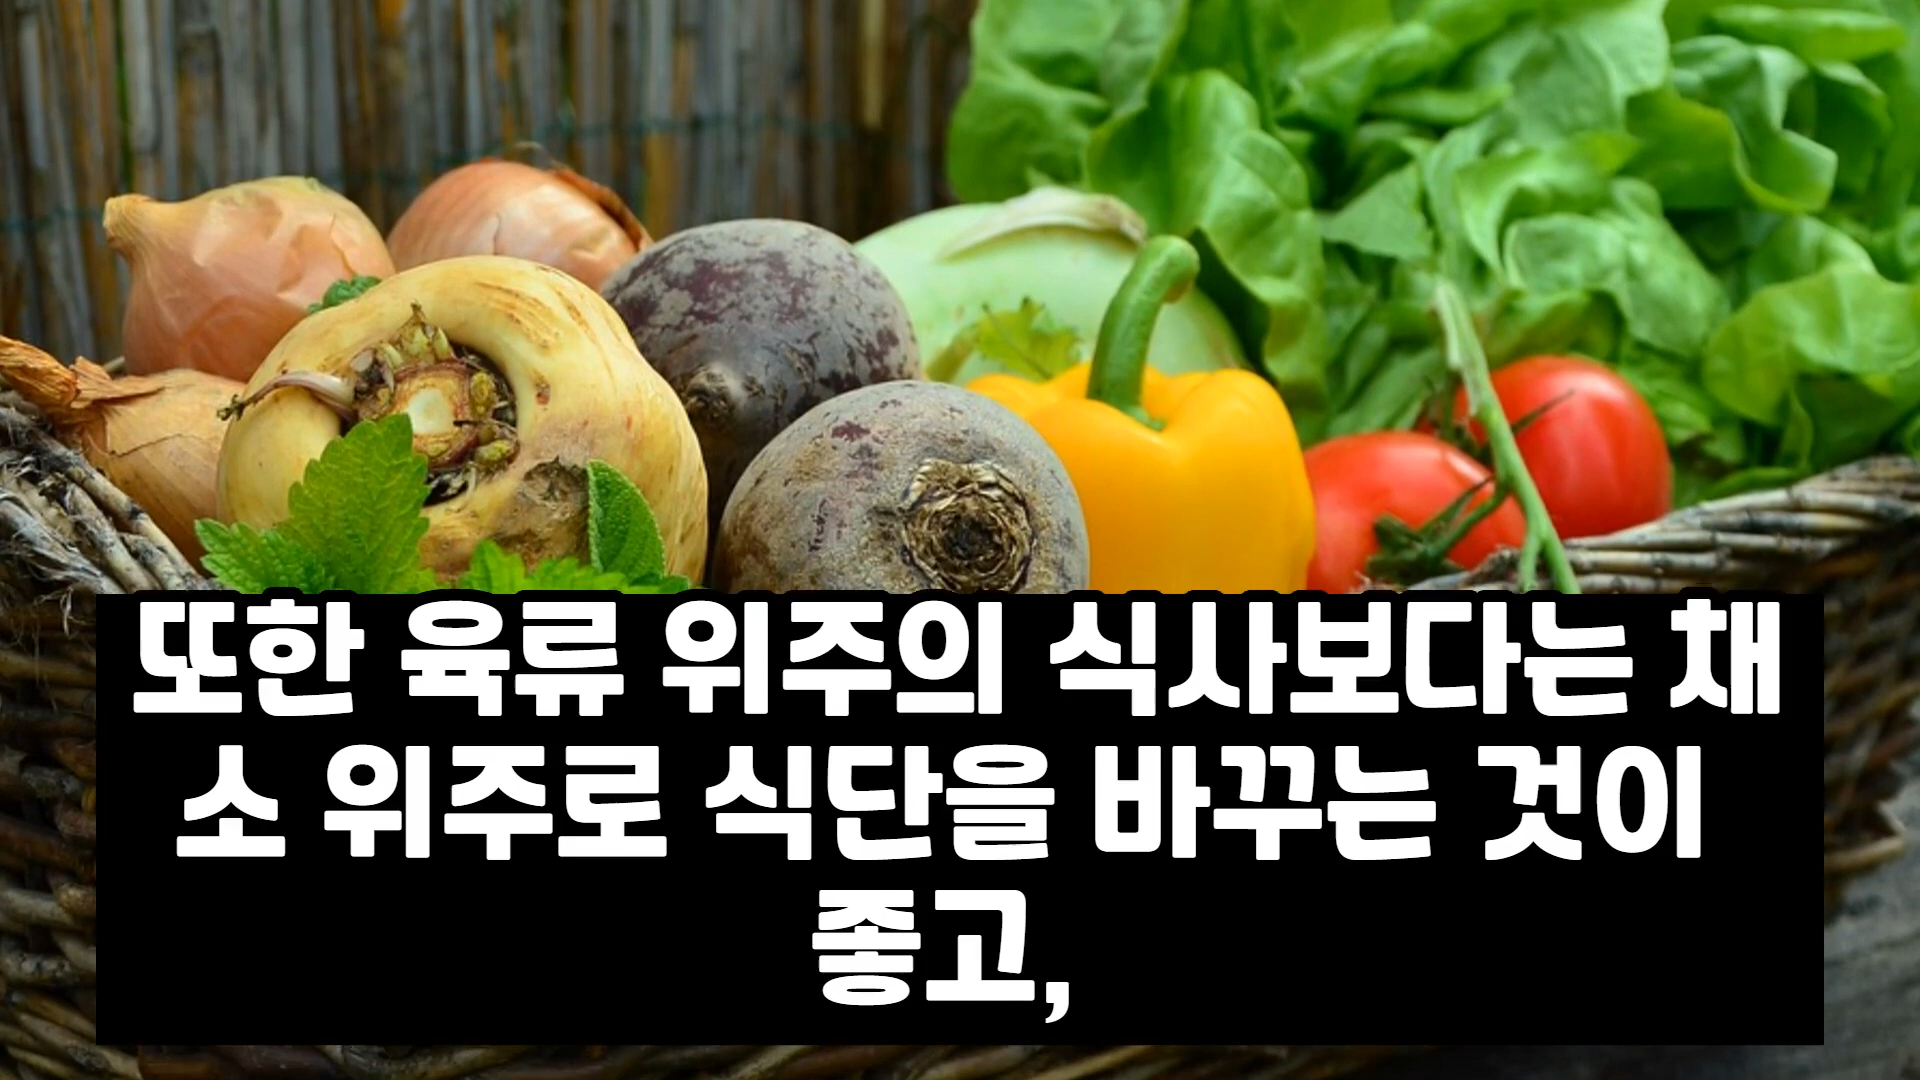 또한 육류 위주의 식사보다는 채
소 위주로 식단을 바꾸는 것이
좋고,